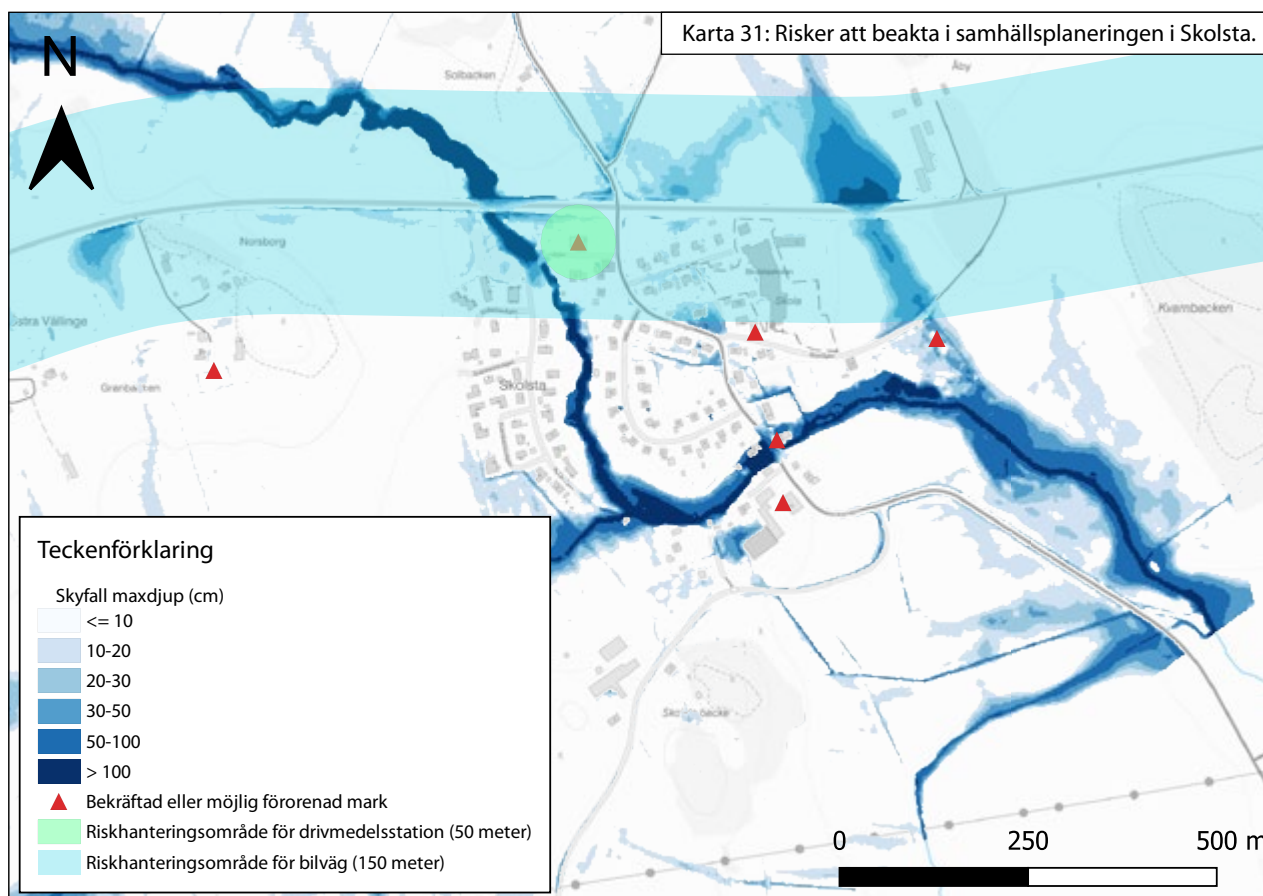 Karta 31: Risker att beakta i samhällsplaneringen i Skolsta.
N
Solbacken
Åby
Norsborg
Skola
Kvarnbacken
Östra Vällinge
Skolsta
Teckenförklaring
Skyfall maxdjup (cm)
<= 10
10-20
20-30
30-50
50-100
> 100
Bekräftad eller möjlig förorenad mark
Riskhanteringsområde för drivmedelsstation (50 meter)
Riskhanteringsområde för bilväg (150 meter)
0 250 500 m